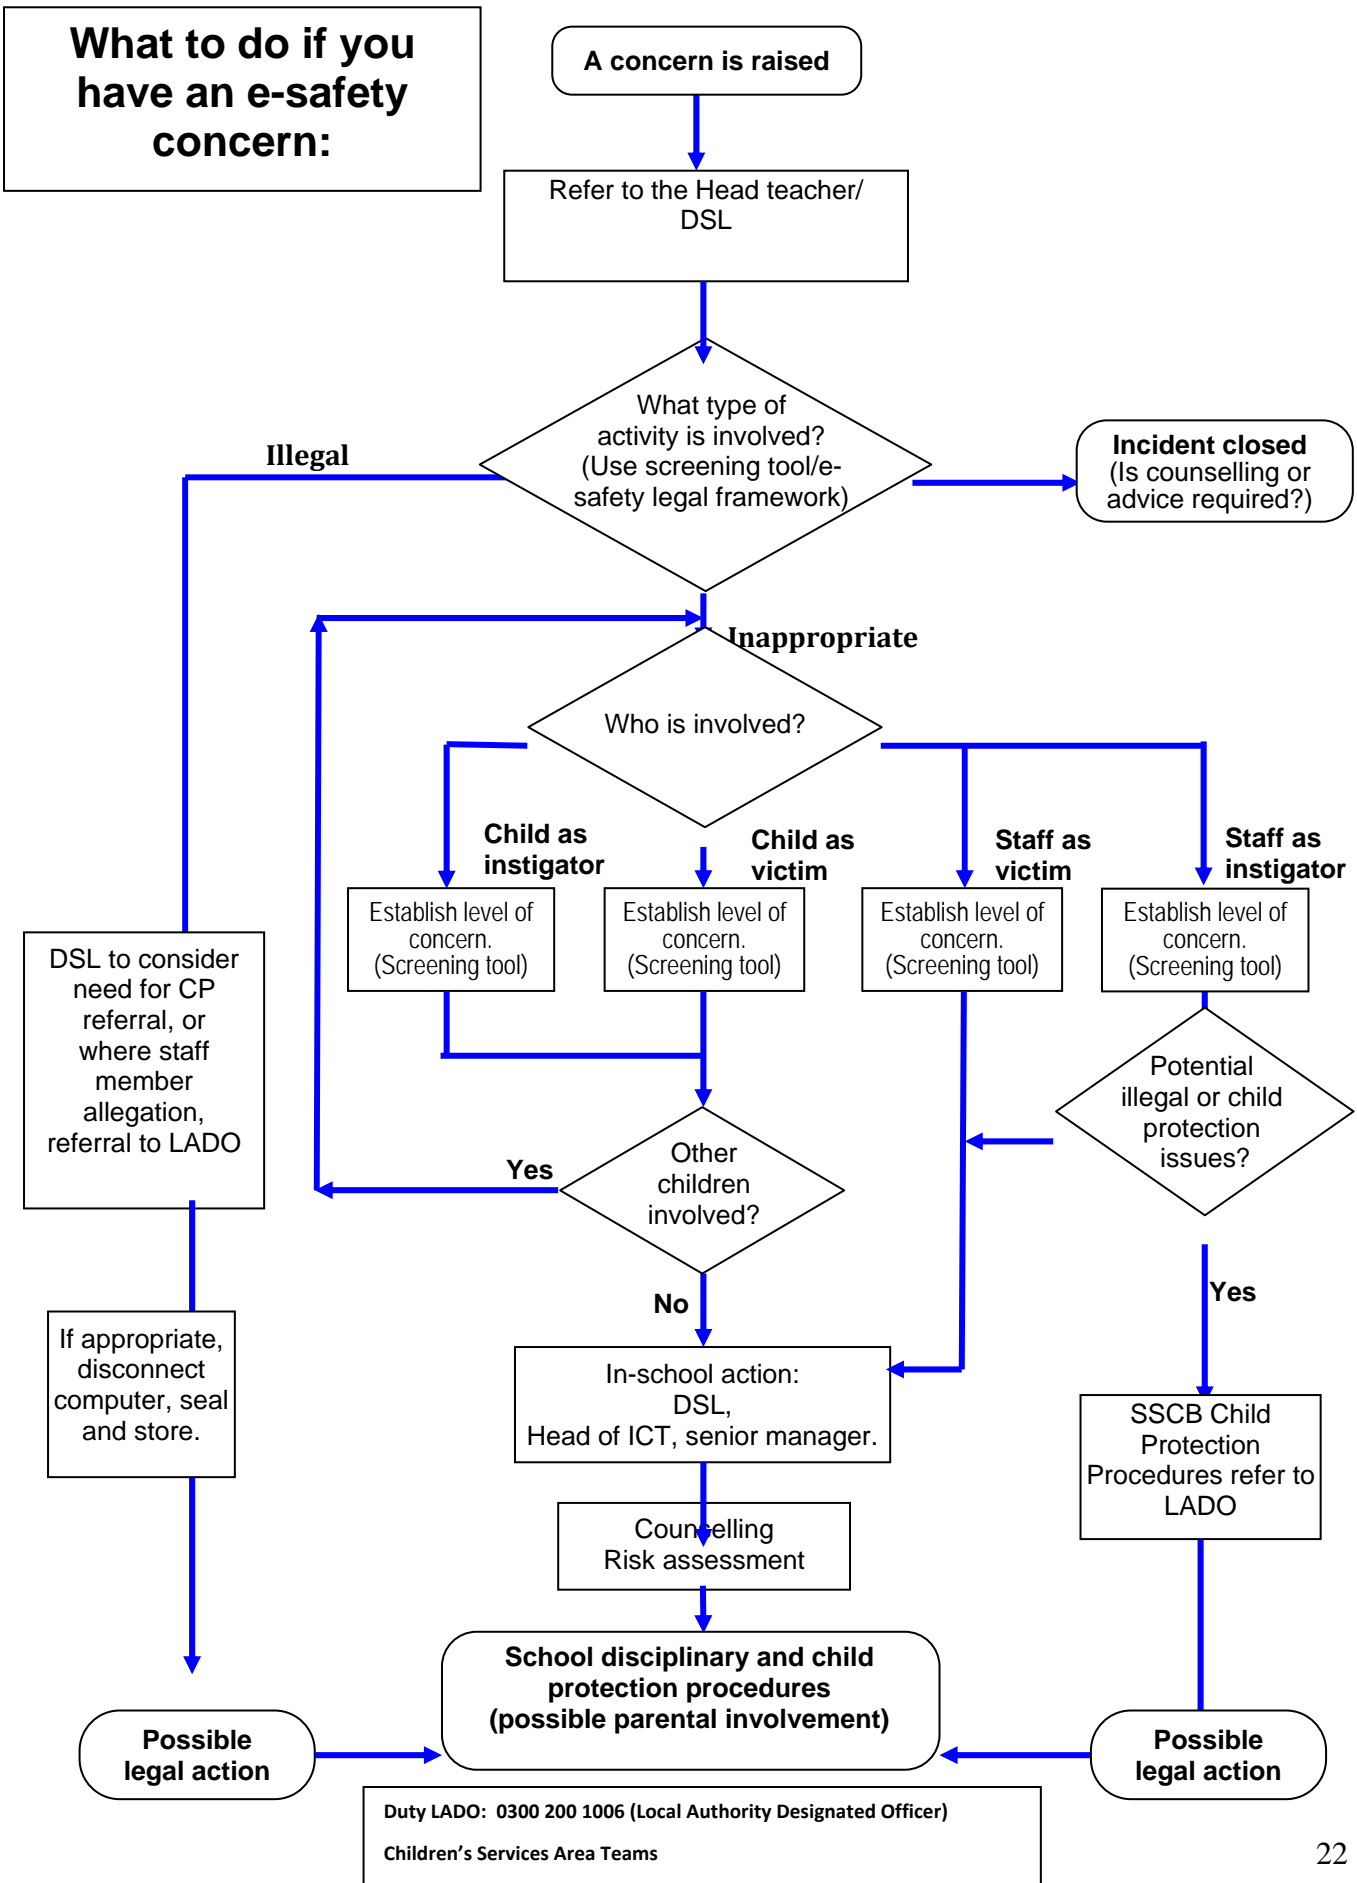 What to do if you
have an e-safety
concern:
A concern is raised
Refer to the Head teacher/
DSL
What type of
activity is involved?
(Use screening tool/e-
safety legal framework)
Illegal
Incident closed
(Is counselling or
advice required?)
Inappropriate
Who is involved?
Child as
instigator
Child as
victim
Staff as
victim
Staff as
instigator
Establish level of
concern.
(Screening tool)
Establish level of
concern.
(Screening tool)
Establish level of
concern.
(Screening tool)
Establish level of
concern.
(Screening tool)
DSL to consider
need for CP
referral, or
where staff
member
allegation,
referral to LADO
Potential
illegal or child
protection
issues?
Other
children
involved?
Yes
No
Yes
If appropriate,
disconnect
computer, seal
and store.
In-school action:
DSL,
Head of ICT, senior manager.
SSCB Child
Protection
Procedures refer to
LADO
Counselling
Risk assessment
School disciplinary and child
protection procedures
(possible parental involvement)
Possible
legal action
Possible
legal action
Duty LADO:  0300 200 1006 (Local Authority Designated Officer)
Children’s Services Area Teams
22